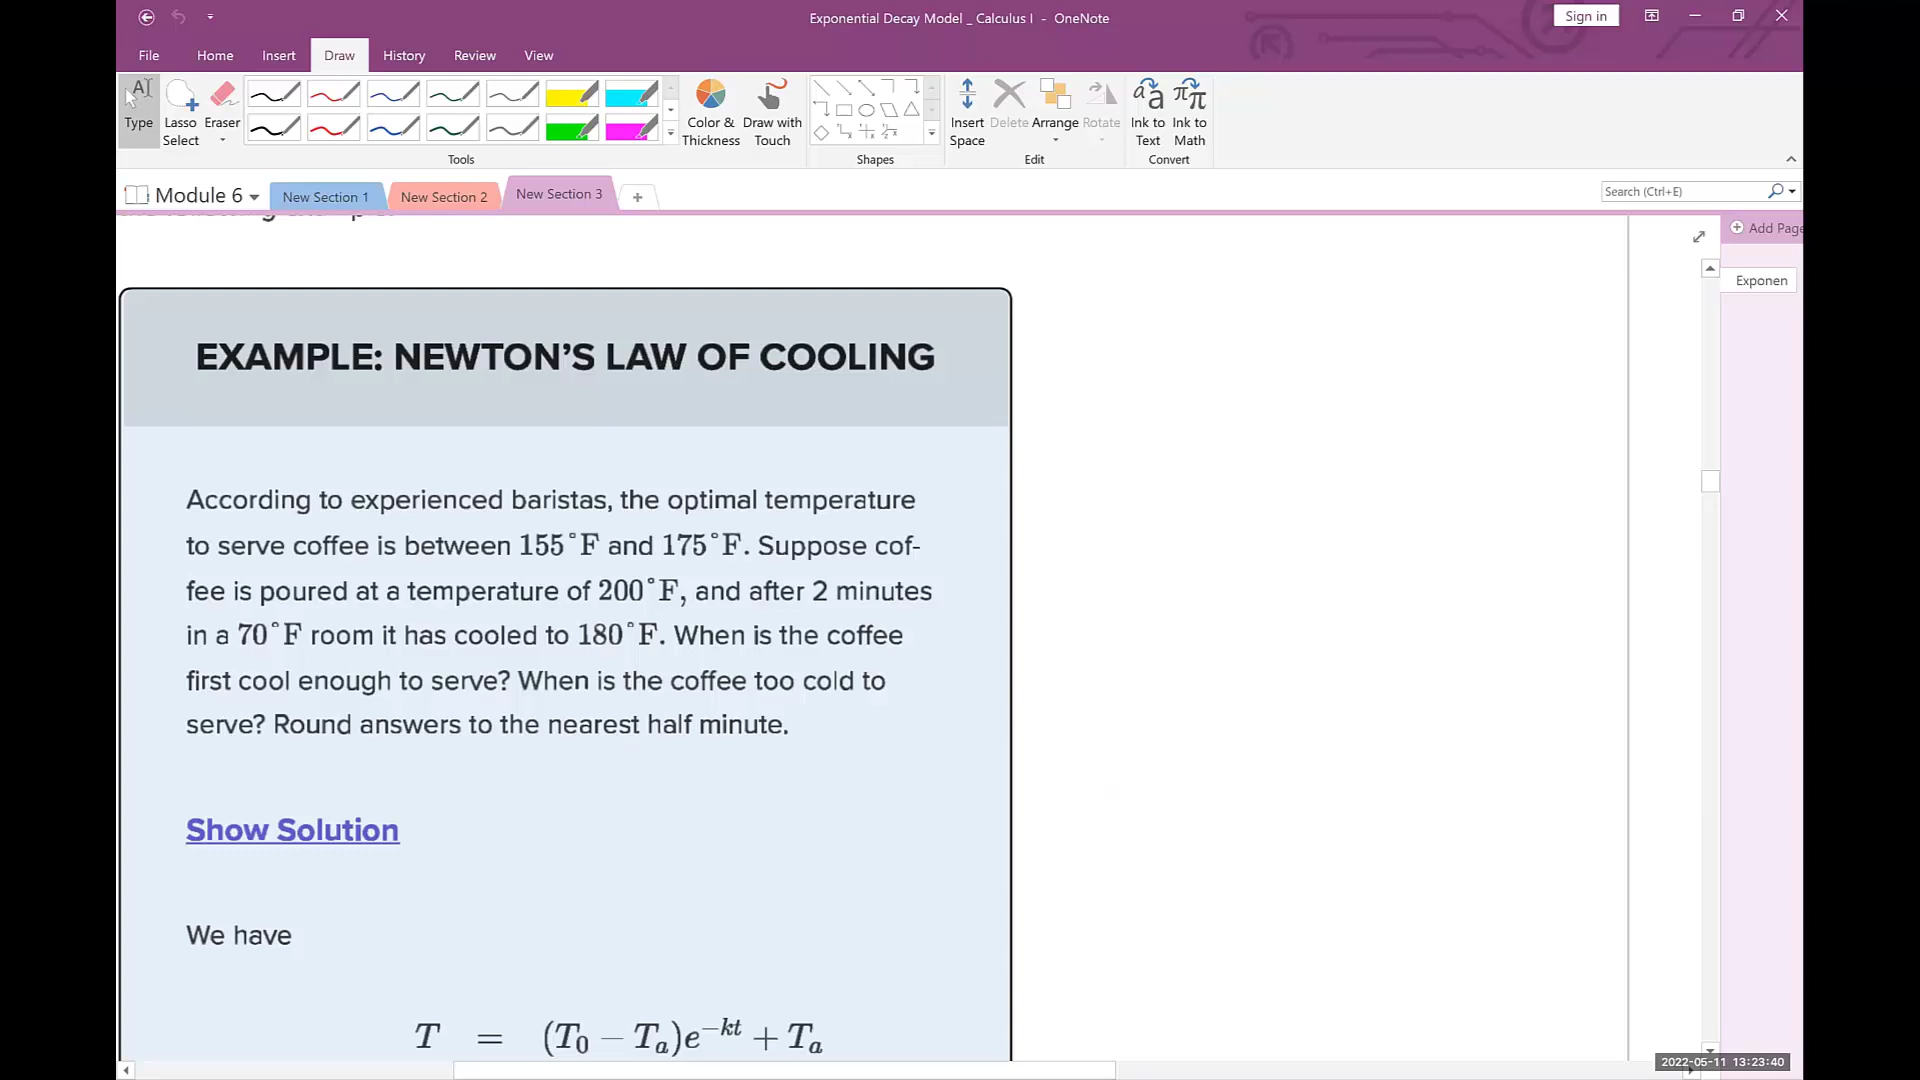 Exponential Decay Model _ Calculus I - OneNote
Sign in
File Home Insert Draw History Review View
Type
Lasso Select
Eraser
Color & Thickness
Draw with Touch
Insert Space
Delete
Arrange
Rotate
Ink to Text
Ink to Math
Tools
Shapes
Edit
Convert
Module 6
New Section 1
New Section 2
New Section 3
Search (Ctrl+E)
Add Page
Exponen
EXAMPLE: NEWTON'S LAW OF COOLING
According to experienced baristas, the optimal temperature
to serve coffee is between 155°F and 175°F. Suppose cof-
fee is poured at a temperature of 200°F, and after 2 minutes
in a 70°F room it has cooled to 180°F. When is the coffee
first cool enough to serve? When is the coffee too cold to
serve? Round answers to the nearest half minute.
Show Solution
We have
T = (T₀ − Tₐ)e^{−kt} + Tₐ
2022-05-11 13:23:40